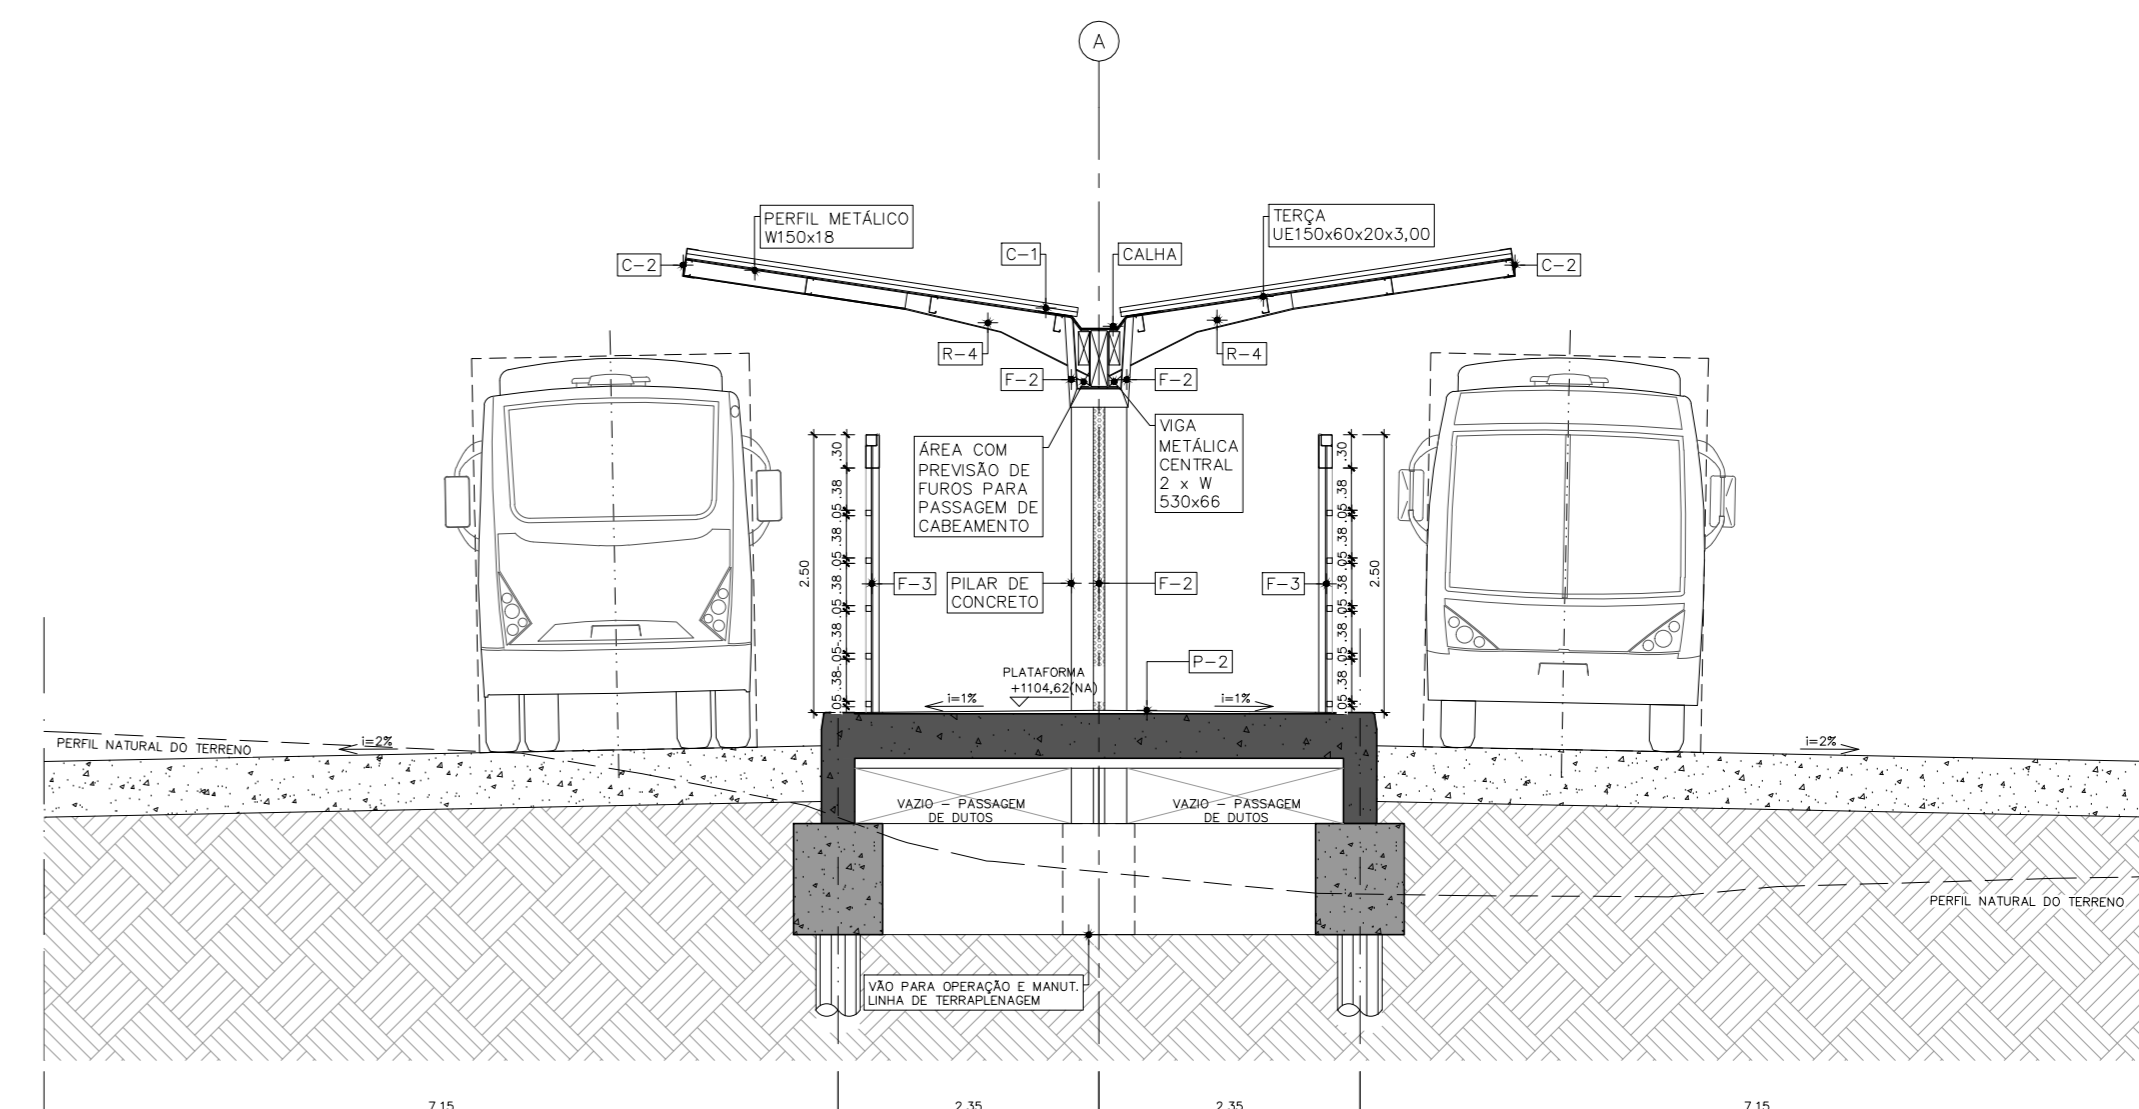 A
PERFIL METÁLICO
W150x18
TERÇA
UE150x60x20x3,00
C-2
C-1
CALHA
C-2
R-4
R-4
F-2
F-2
ÁREA COM
PREVISÃO DE
FUROS PARA
PASSAGEM DE
CABEAMENTO
VIGA
METÁLICA
CENTRAL
2 x W
530x66
2.50
.30
.38
.05
.38
.05
.38
.05
.38
.05
.38
.05
.30
.38
.05
.38
.05
.38
.05
.38
.05
.38
.05
2.50
F-3
PILAR DE
CONCRETO
F-2
F-3
P-2
PLATAFORMA
+1104,62(NA)
i=1%
i=1%
PERFIL NATURAL DO TERRENO
i=2%
i=2%
VAZIO - PASSAGEM
DE DUTOS
VAZIO - PASSAGEM
DE DUTOS
PERFIL NATURAL DO TERRENO
VÃO PARA OPERAÇÃO E MANUT.
LINHA DE TERRAPLENAGEM
7.15
2.35
2.35
7.15